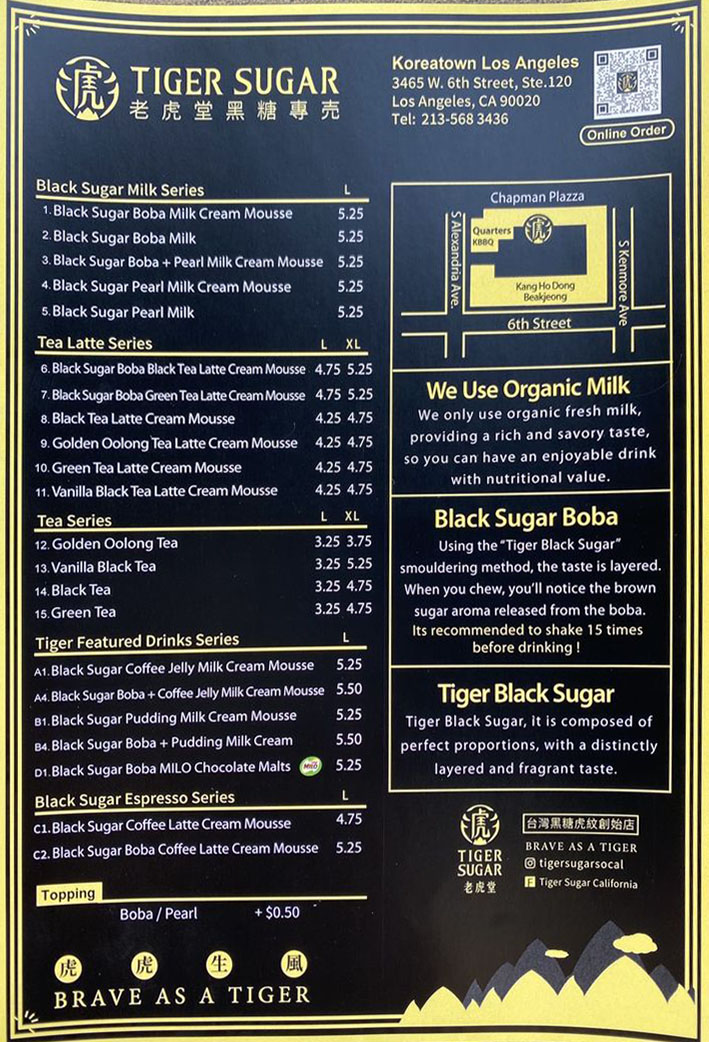 虎
TIGER SUGAR
老虎堂黑糖專売
Koreatown Los Angeles
3465 W. 6th Street, Ste.120
Los Angeles, CA 90020
Tel: 213-568 3436
Online Order
Black Sugar Milk Series L
1. Black Sugar Boba Milk Cream Mousse 5.25
2. Black Sugar Boba Milk 5.25
3. Black Sugar Boba + Pearl Milk Cream Mousse 5.25
4. Black Sugar Pearl Milk Cream Mousse 5.25
5. Black Sugar Pearl Milk 5.25
Tea Latte Series L XL
6. Black Sugar Boba Black Tea Latte Cream Mousse 4.75 5.25
7. Black Sugar Boba Green Tea Latte Cream Mousse 4.75 5.25
8. Black Tea Latte Cream Mousse 4.25 4.75
9. Golden Oolong Tea Latte Cream Mousse 4.25 4.75
10. Green Tea Latte Cream Mousse 4.25 4.75
11. Vanilla Black Tea Latte Cream Mousse 4.25 4.75
Tea Series L XL
12. Golden Oolong Tea 3.25 3.75
13. Vanilla Black Tea 3.25 5.25
14. Black Tea 3.25 4.75
15. Green Tea 3.25 4.75
Tiger Featured Drinks Series L
A1. Black Sugar Coffee Jelly Milk Cream Mousse 5.25
A4. Black Sugar Boba + Coffee Jelly Milk Cream Mousse 5.50
B1. Black Sugar Pudding Milk Cream Mousse 5.25
B4. Black Sugar Boba + Pudding Milk Cream 5.50
D1. Black Sugar Boba MILO Chocolate Malts MILO 5.25
Black Sugar Espresso Series L
C1. Black Sugar Coffee Latte Cream Mousse 4.75
C2. Black Sugar Boba Coffee Latte Cream Mousse 5.25
Topping
Boba / Pearl + $0.50
虎 虎 生 風
BRAVE AS A TIGER
Chapman Plazza
S Alexandria Ave.
Quarters
KBBQ
虎
Kang Ho Dong
Beakjeong
S Kenmore Ave
6th Street
We Use Organic Milk
We only use organic fresh milk,
providing a rich and savory taste,
so you can have an enjoyable drink
with nutritional value.
Black Sugar Boba
Using the “Tiger Black Sugar”
smouldering method, the taste is layered.
When you chew, you’ll notice the brown
sugar aroma released from the boba.
Its recommended to shake 15 times
before drinking !
Tiger Black Sugar
Tiger Black Sugar, it is composed of
perfect proportions, with a distinctly
layered and fragrant taste.
虎
TIGER
SUGAR
老虎堂
台灣黑糖虎紋創始店
BRAVE AS A TIGER
tigersugarsocal
F Tiger Sugar California